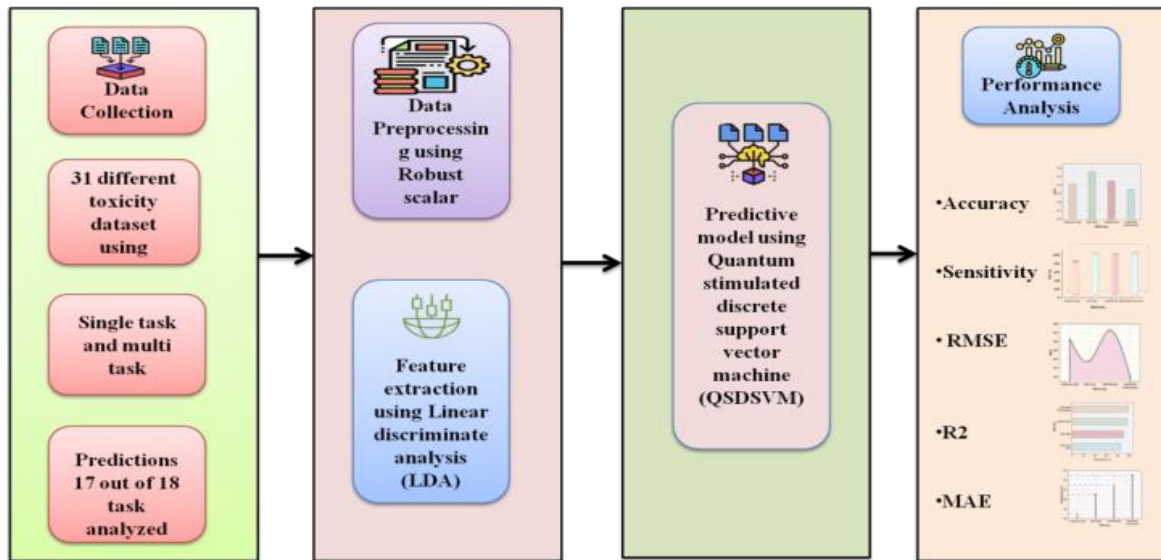 Data
Collection
31 different
toxicity
dataset using
Single task
and multi
task
Predictions
17 out of 18
task
analyzed
Data
Preprocessin
g using
Robust
scalar
Feature
extraction
using Linear
discriminate
analysis
(LDA)
Predictive
model using
Quantum
stimulated
discrete
support
vector
machine
(QSDSVM)
Performance
Analysis
•Accuracy
•Sensitivity
• RMSE
•R2
•MAE